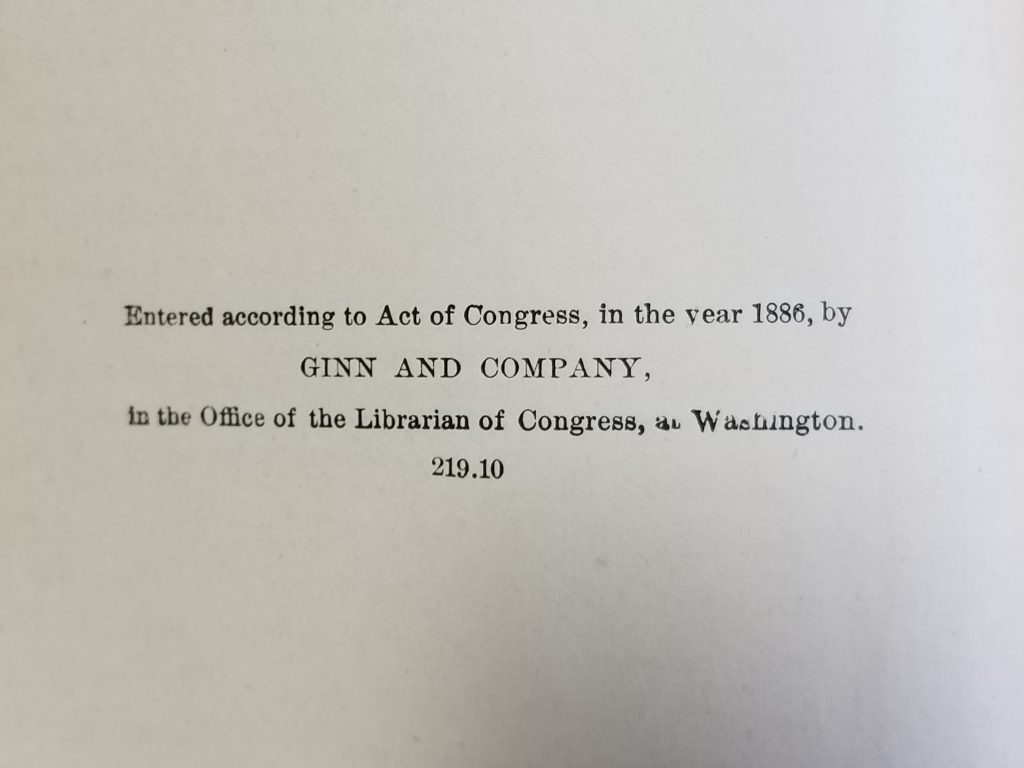 Entered according to Act of Congress, in the year 1886, by
GINN AND COMPANY,
in the Office of the Librarian of Congress, at Washington.
219.10